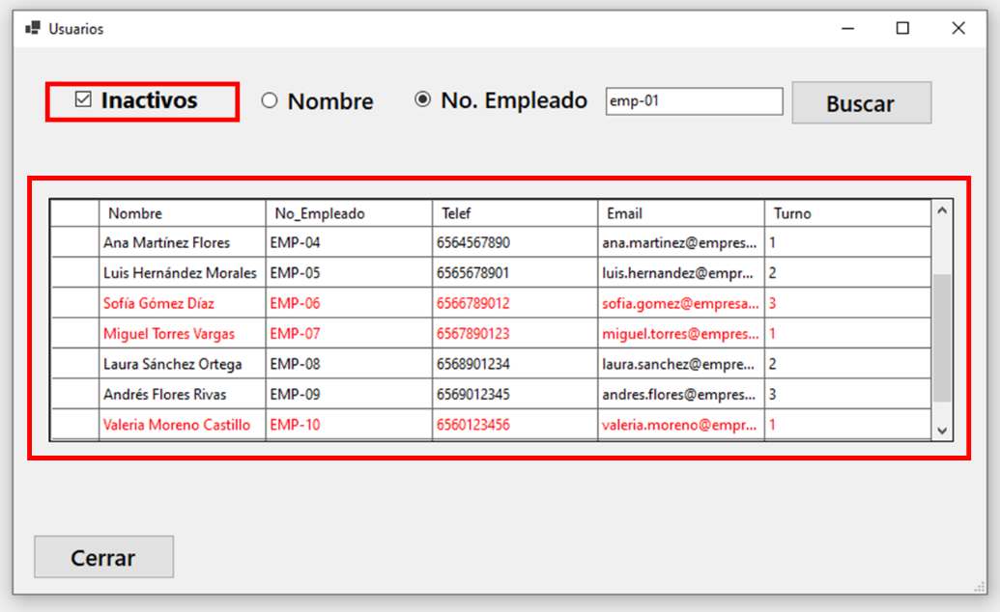 Usuarios
Inactivos Nombre No. Empleado emp-01 Buscar
Nombre No_Empleado Telef Email Turno
Ana Martínez Flores EMP-04 6564567890 ana.martinez@empres... 1
Luis Hernández Morales EMP-05 6565678901 luis.hernandez@empr... 2
Sofía Gómez Díaz EMP-06 6566789012 sofia.gomez@empresa... 3
Miguel Torres Vargas EMP-07 6567890123 miguel.torres@empres... 1
Laura Sánchez Ortega EMP-08 6568901234 laura.sanchez@empre... 2
Andrés Flores Rivas EMP-09 6569012345 andres.flores@empres... 3
Valeria Moreno Castillo EMP-10 6560123456 valeria.moreno@empr... 1
Cerrar